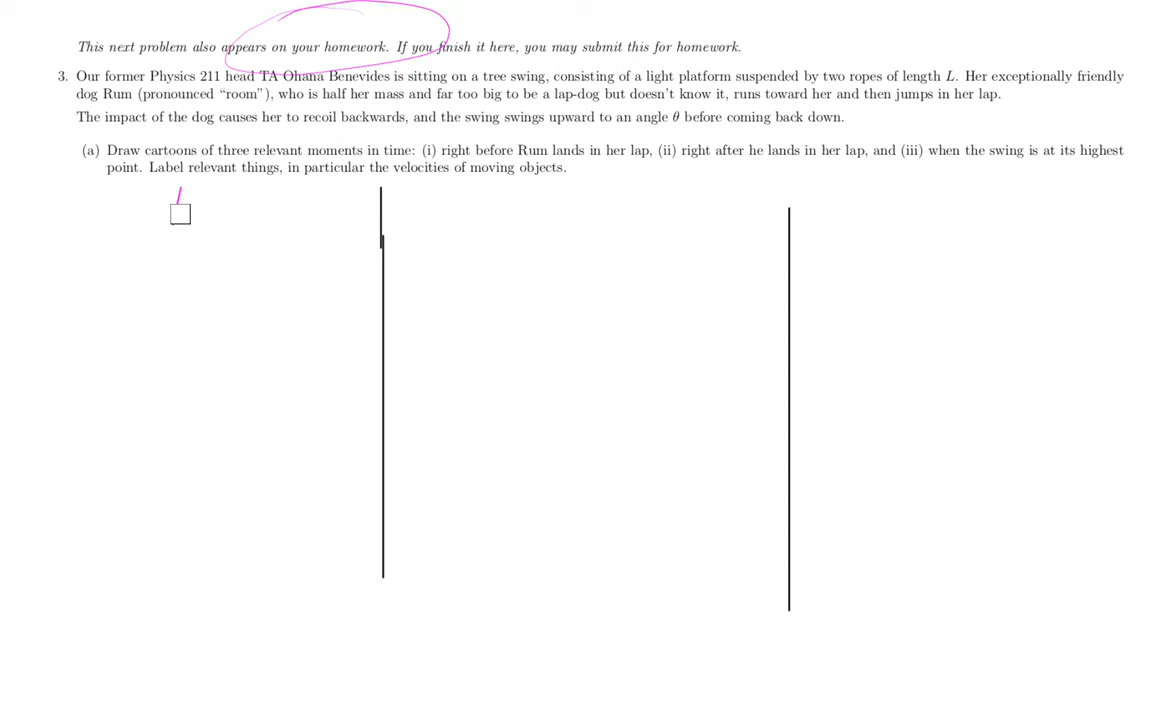 This next problem also appears on your homework. If you finish it here, you may submit this for homework.
3. Our former Physics 211 head TA Ohana Benevides is sitting on a tree swing, consisting of a light platform suspended by two ropes of length L. Her exceptionally friendly
dog Rum (pronounced “room”), who is half her mass and far too big to be a lap-dog but doesn’t know it, runs toward her and then jumps in her lap.
The impact of the dog causes her to recoil backwards, and the swing swings upward to an angle θ before coming back down.
(a) Draw cartoons of three relevant moments in time: (i) right before Rum lands in her lap, (ii) right after he lands in her lap, and (iii) when the swing is at its highest
point. Label relevant things, in particular the velocities of moving objects.